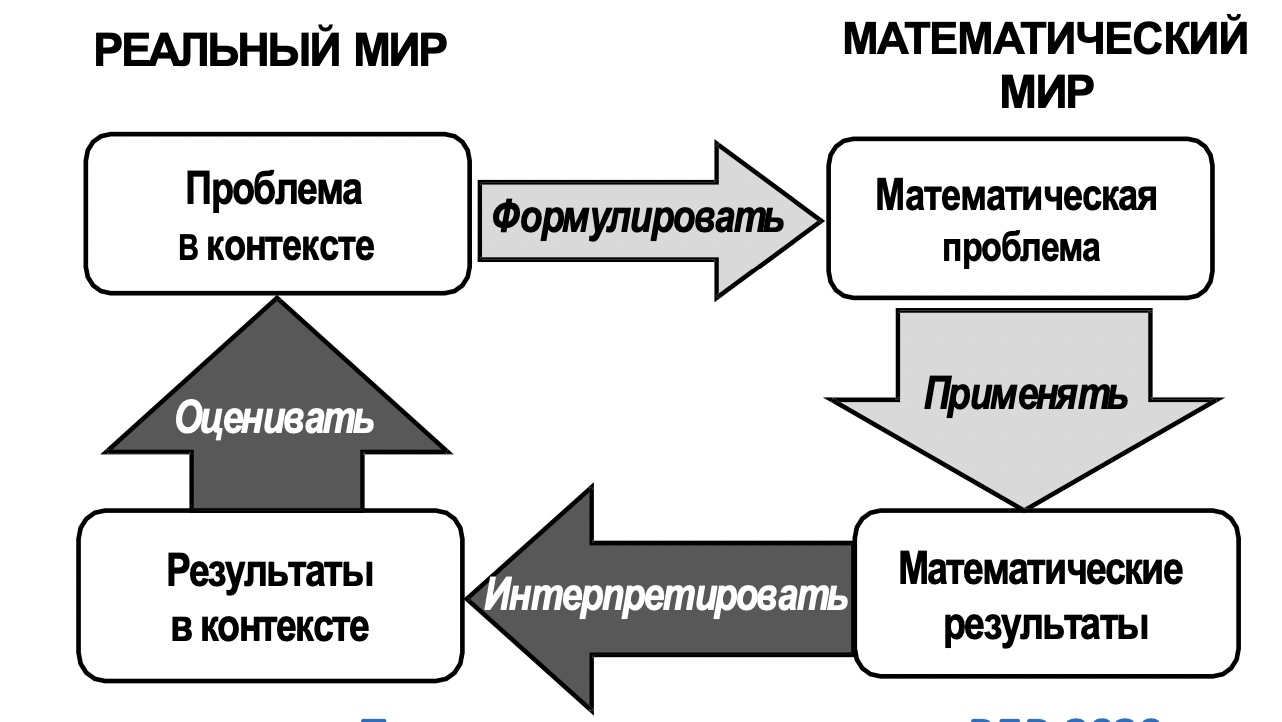 РЕАЛЬНЫЙ МИР
МАТЕМАТИЧЕСКИЙ
МИР
Проблема
в контексте
Формулировать
Математическая
проблема
Применять
Оценивать
Результаты
в контексте
Интерпретировать
Математические
результаты